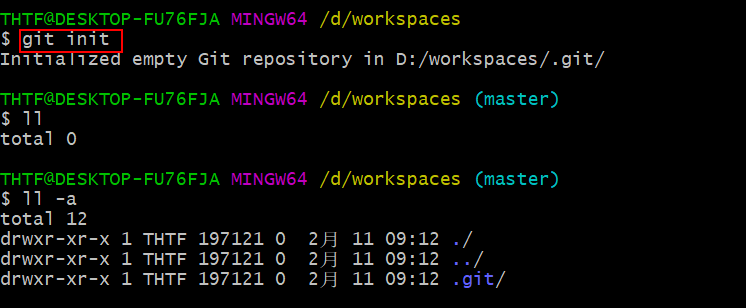 THTF@DESKTOP-FU76FJA MINGW64 /d/workspaces
$ git init
Initialized empty Git repository in D:/workspaces/.git/
THTF@DESKTOP-FU76FJA MINGW64 /d/workspaces (master)
$ ll
total 0
THTF@DESKTOP-FU76FJA MINGW64 /d/workspaces (master)
$ ll -a
total 12
drwxr-xr-x 1 THTF 197121 0  2月 11 09:12 ./
drwxr-xr-x 1 THTF 197121 0  2月 11 09:12 ../
drwxr-xr-x 1 THTF 197121 0  2月 11 09:12 .git/